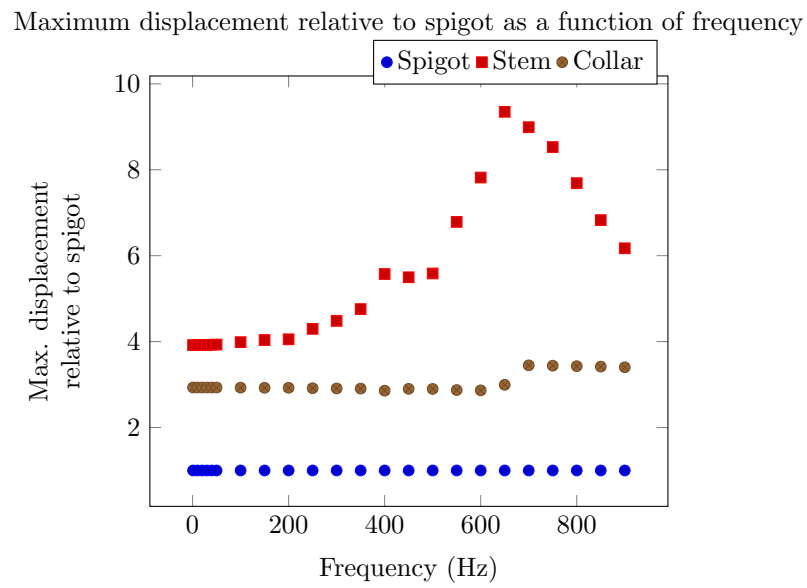 Maximum displacement relative to spigot as a function of frequency
Spigot Stem Collar
10
8
6
4
2
Max. displacement
relative to spigot
0 200 400 600 800
Frequency (Hz)